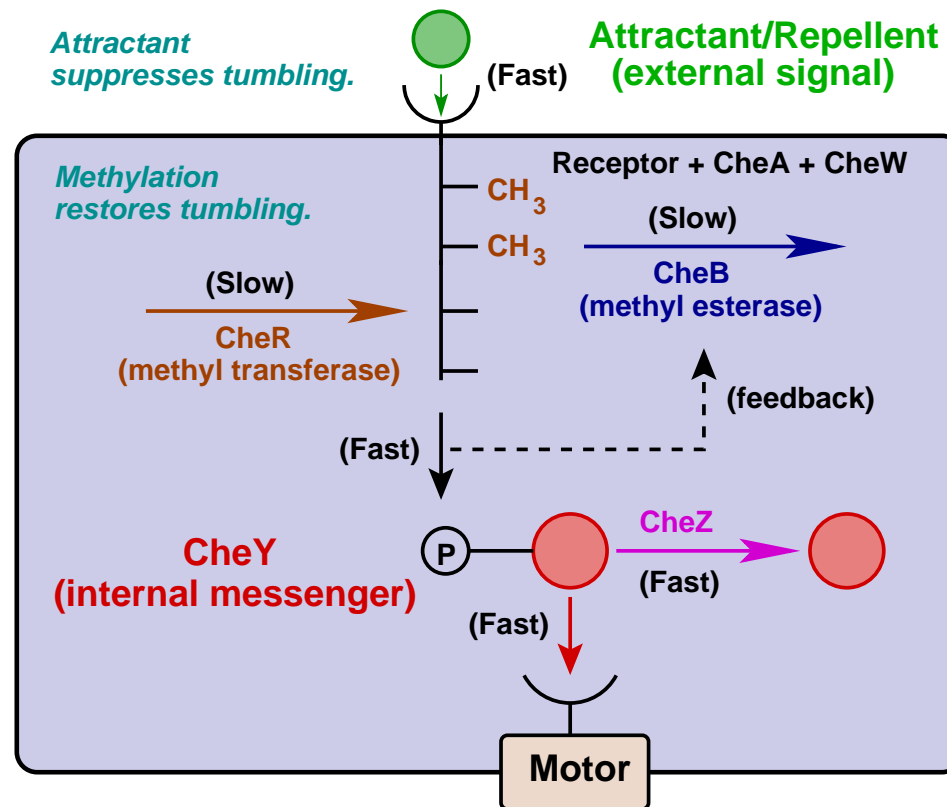 Attractant
suppresses tumbling.
(Fast)
Attractant/Repellent
(external signal)
Methylation
restores tumbling.
Receptor + CheA + CheW
CH3
CH3
(Slow)
CheB
(methyl esterase)
(Slow)
CheR
(methyl transferase)
(feedback)
(Fast)
CheY
(internal messenger)
P
CheZ
(Fast)
(Fast)
Motor